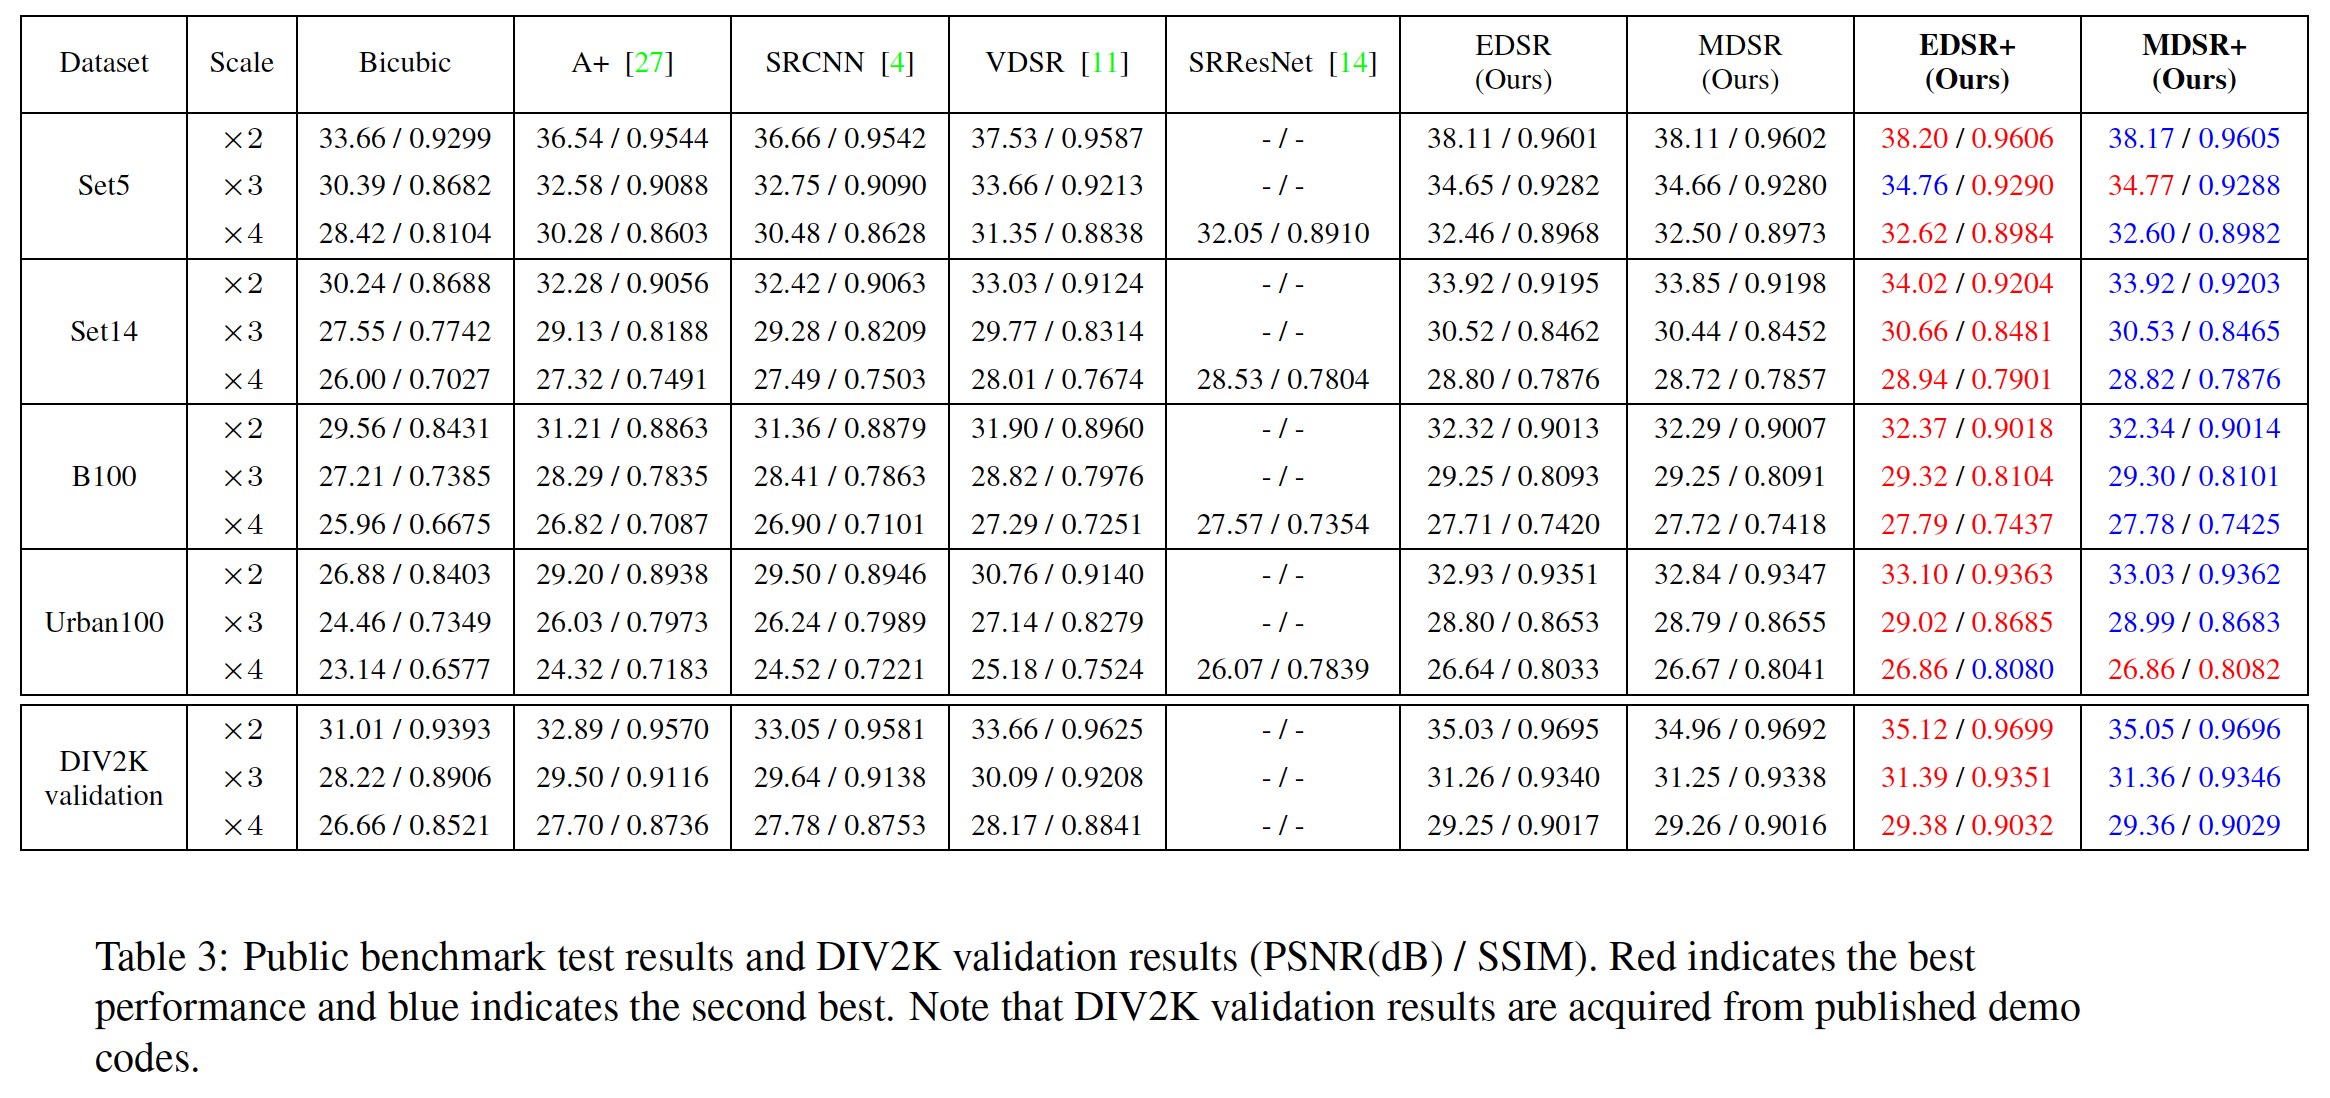 Dataset Scale Bicubic A+ [27] SRCNN [4] VDSR [11] SRResNet [14] EDSR (Ours) MDSR (Ours) EDSR+ (Ours) MDSR+ (Ours)
Set5 ×2 33.66 / 0.9299 36.54 / 0.9544 36.66 / 0.9542 37.53 / 0.9587 - / - 38.11 / 0.9601 38.11 / 0.9602 38.20 / 0.9606 38.17 / 0.9605
×3 30.39 / 0.8682 32.58 / 0.9088 32.75 / 0.9090 33.66 / 0.9213 - / - 34.65 / 0.9282 34.66 / 0.9280 34.76 / 0.9290 34.77 / 0.9288
×4 28.42 / 0.8104 30.28 / 0.8603 30.48 / 0.8628 31.35 / 0.8838 32.05 / 0.8910 32.46 / 0.8968 32.50 / 0.8973 32.62 / 0.8984 32.60 / 0.8982
Set14 ×2 30.24 / 0.8688 32.28 / 0.9056 32.42 / 0.9063 33.03 / 0.9124 - / - 33.92 / 0.9195 33.85 / 0.9198 34.02 / 0.9204 33.92 / 0.9203
×3 27.55 / 0.7742 29.13 / 0.8188 29.28 / 0.8209 29.77 / 0.8314 - / - 30.52 / 0.8462 30.44 / 0.8452 30.66 / 0.8481 30.53 / 0.8465
×4 26.00 / 0.7027 27.32 / 0.7491 27.49 / 0.7503 28.01 / 0.7674 28.53 / 0.7804 28.80 / 0.7876 28.72 / 0.7857 28.94 / 0.7901 28.82 / 0.7876
B100 ×2 29.56 / 0.8431 31.21 / 0.8863 31.36 / 0.8879 31.90 / 0.8960 - / - 32.32 / 0.9013 32.29 / 0.9007 32.37 / 0.9018 32.34 / 0.9014
×3 27.21 / 0.7385 28.29 / 0.7835 28.41 / 0.7863 28.82 / 0.7976 - / - 29.25 / 0.8093 29.25 / 0.8091 29.32 / 0.8104 29.30 / 0.8101
×4 25.96 / 0.6675 26.82 / 0.7087 26.90 / 0.7101 27.29 / 0.7251 27.57 / 0.7354 27.71 / 0.7420 27.72 / 0.7418 27.79 / 0.7437 27.78 / 0.7425
Urban100 ×2 26.88 / 0.8403 29.20 / 0.8938 29.50 / 0.8946 30.76 / 0.9140 - / - 32.93 / 0.9351 32.84 / 0.9347 33.10 / 0.9363 33.03 / 0.9362
×3 24.46 / 0.7349 26.03 / 0.7973 26.24 / 0.7989 27.14 / 0.8279 - / - 28.80 / 0.8653 28.79 / 0.8655 29.02 / 0.8685 28.99 / 0.8683
×4 23.14 / 0.6577 24.32 / 0.7183 24.52 / 0.7221 25.18 / 0.7524 26.07 / 0.7839 26.64 / 0.8033 26.67 / 0.8041 26.86 / 0.8080 26.86 / 0.8082
DIV2K validation ×2 31.01 / 0.9393 32.89 / 0.9570 33.05 / 0.9581 33.66 / 0.9625 - / - 35.03 / 0.9695 34.96 / 0.9692 35.12 / 0.9699 35.05 / 0.9696
×3 28.22 / 0.8906 29.50 / 0.9116 29.64 / 0.9138 30.09 / 0.9208 - / - 31.26 / 0.9340 31.25 / 0.9338 31.39 / 0.9351 31.36 / 0.9346
×4 26.66 / 0.8521 27.70 / 0.8736 27.78 / 0.8753 28.17 / 0.8841 - / - 29.25 / 0.9017 29.26 / 0.9016 29.38 / 0.9032 29.36 / 0.9029
Table 3: Public benchmark test results and DIV2K validation results (PSNR(dB) / SSIM). Red indicates the best
performance and blue indicates the second best. Note that DIV2K validation results are acquired from published demo
codes.